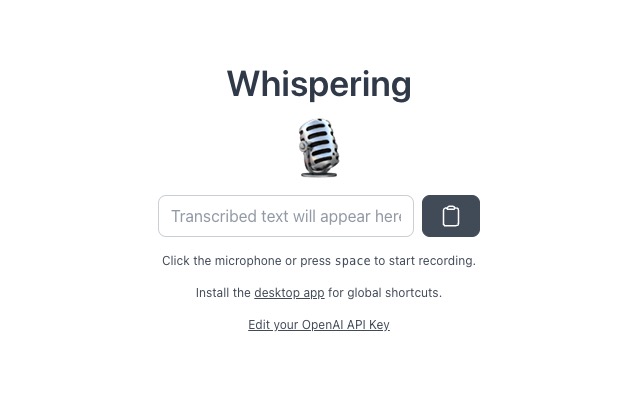 Whispering
Transcribed text will appear here
Click the microphone or press space to start recording.
Install the desktop app for global shortcuts.
Edit your OpenAI API Key